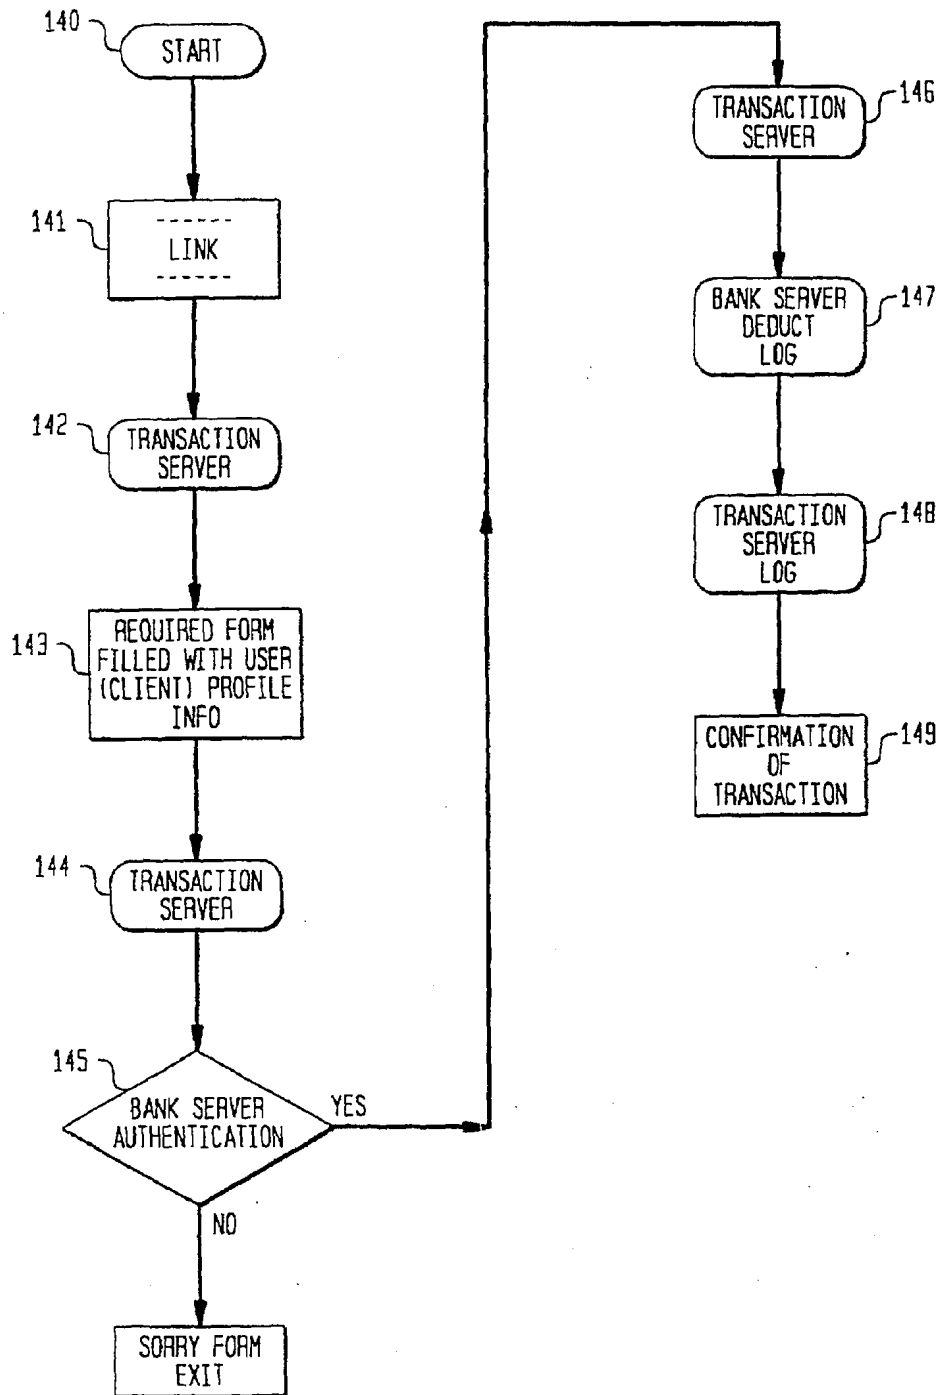 140
START
141
LINK
142
TRANSACTION
SERVER
143
REQUIRED FORM
FILLED WITH USER
(CLIENT) PROFILE
INFO
144
TRANSACTION
SERVER
145
BANK SERVER
AUTHENTICATION
YES
NO
SORRY FORM
EXIT
TRANSACTION
SERVER
146
BANK SERVER
DEDUCT
LOG
147
TRANSACTION
SERVER
LOG
148
CONFIRMATION
OF
TRANSACTION
149